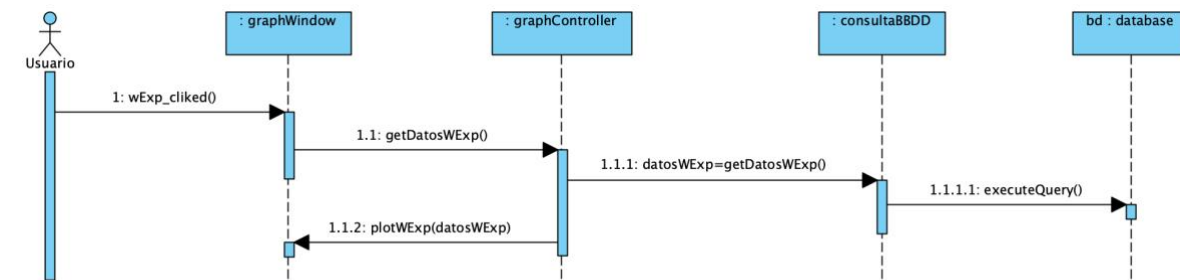 : graphWindow
: graphController
: consultaBBDD
bd : database
Usuario
1: wExp_cliked()
1.1: getDatosWExp()
1.1.1: datosWExp=getDatosWExp()
1.1.1.1: executeQuery()
1.1.2: plotWExp(datosWExp)